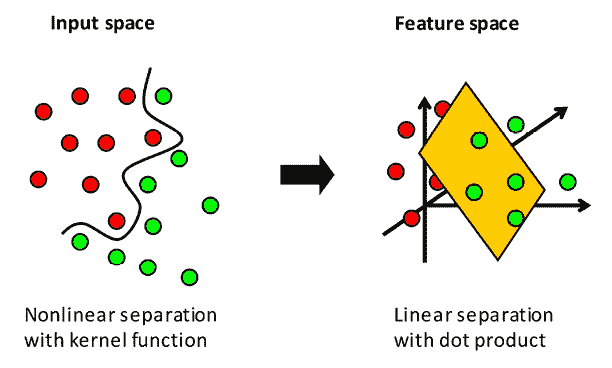 Input space
Feature space
Nonlinear separation
with kernel function
Linear separation
with dot product